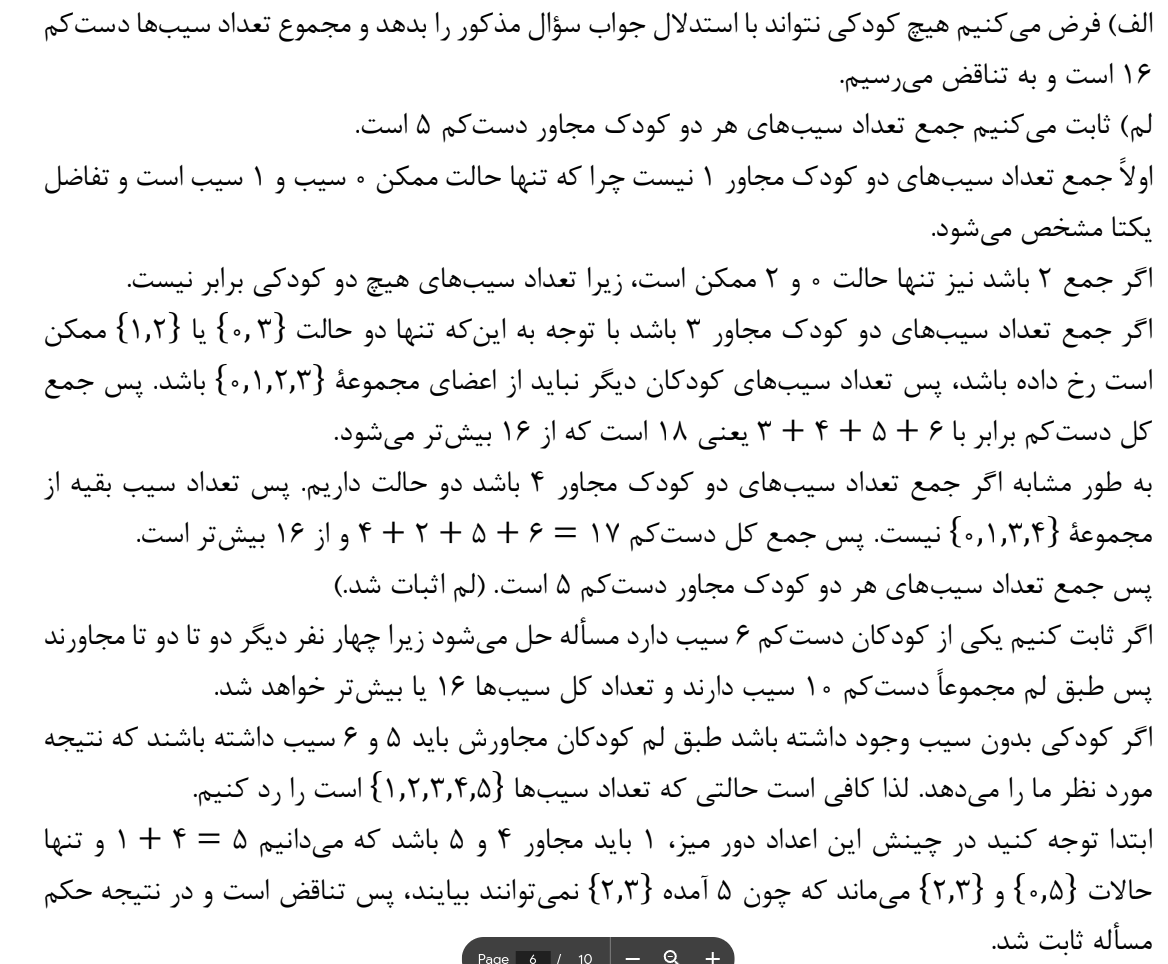 الف) فرض می‌کنیم هیچ کودکی نتواند با استدلال جواب سؤال مذکور را بدهد و مجموع تعداد سیب‌ها دست‌کم
۱۶ است و به تناقض می‌رسیم.
لم) ثابت می‌کنیم جمع تعداد سیب‌های هر دو کودک مجاور دست‌کم ۵ است.
اولاً جمع تعداد سیب‌های دو کودک مجاور ۱ نیست چرا که تنها حالت ممکن ۰ سیب و ۱ سیب است و تفاضل
یکتا مشخص می‌شود.
اگر جمع ۲ باشد نیز تنها حالت ۰ و ۲ ممکن است، زیرا تعداد سیب‌های هیچ دو کودکی برابر نیست.
اگر جمع تعداد سیب‌های دو کودک مجاور ۳ باشد با توجه به این‌که تنها دو حالت {۰,۳} یا {۱,۲} ممکن
است رخ داده باشد، پس تعداد سیب‌های کودکان دیگر نباید از اعضای مجموعهٔ {۰,۱,۲,۳} باشد. پس جمع
کل دست‌کم برابر با ۳ + ۴ + ۵ + ۶ یعنی ۱۸ است که از ۱۶ بیش‌تر می‌شود.
به طور مشابه اگر جمع تعداد سیب‌های دو کودک مجاور ۴ باشد دو حالت داریم. پس تعداد سیب بقیه از
مجموعهٔ {۰,۱,۳,۴} نیست. پس جمع کل دست‌کم ۴ + ۲ + ۵ + ۶ = ۱۷ و از ۱۶ بیش‌تر است.
پس جمع تعداد سیب‌های هر دو کودک مجاور دست‌کم ۵ است. (لم اثبات شد.)
اگر ثابت کنیم یکی از کودکان دست‌کم ۶ سیب دارد مسأله حل می‌شود زیرا چهار نفر دیگر دو تا دو تا مجاورند
پس طبق لم مجموعاً دست‌کم ۱۰ سیب دارند و تعداد کل سیب‌ها ۱۶ یا بیش‌تر خواهد شد.
اگر کودکی بدون سیب وجود داشته باشد طبق لم کودکان مجاورش باید ۵ و ۶ سیب داشته باشند که نتیجه
مورد نظر ما را می‌دهد. لذا کافی است حالتی که تعداد سیب‌ها {۱,۲,۳,۴,۵} است را رد کنیم.
ابتدا توجه کنید در چینش این اعداد دور میز، ۱ باید مجاور ۴ و ۵ باشد که می‌دانیم ۱ + ۴ = ۵ و تنها
حالات {۰,۵} و {۲,۳} می‌ماند که چون ۵ آمده {۲,۳} نمی‌توانند بیایند، پس تناقض است و در نتیجه حکم
مسأله ثابت شد.
Page 6 / 10 — +